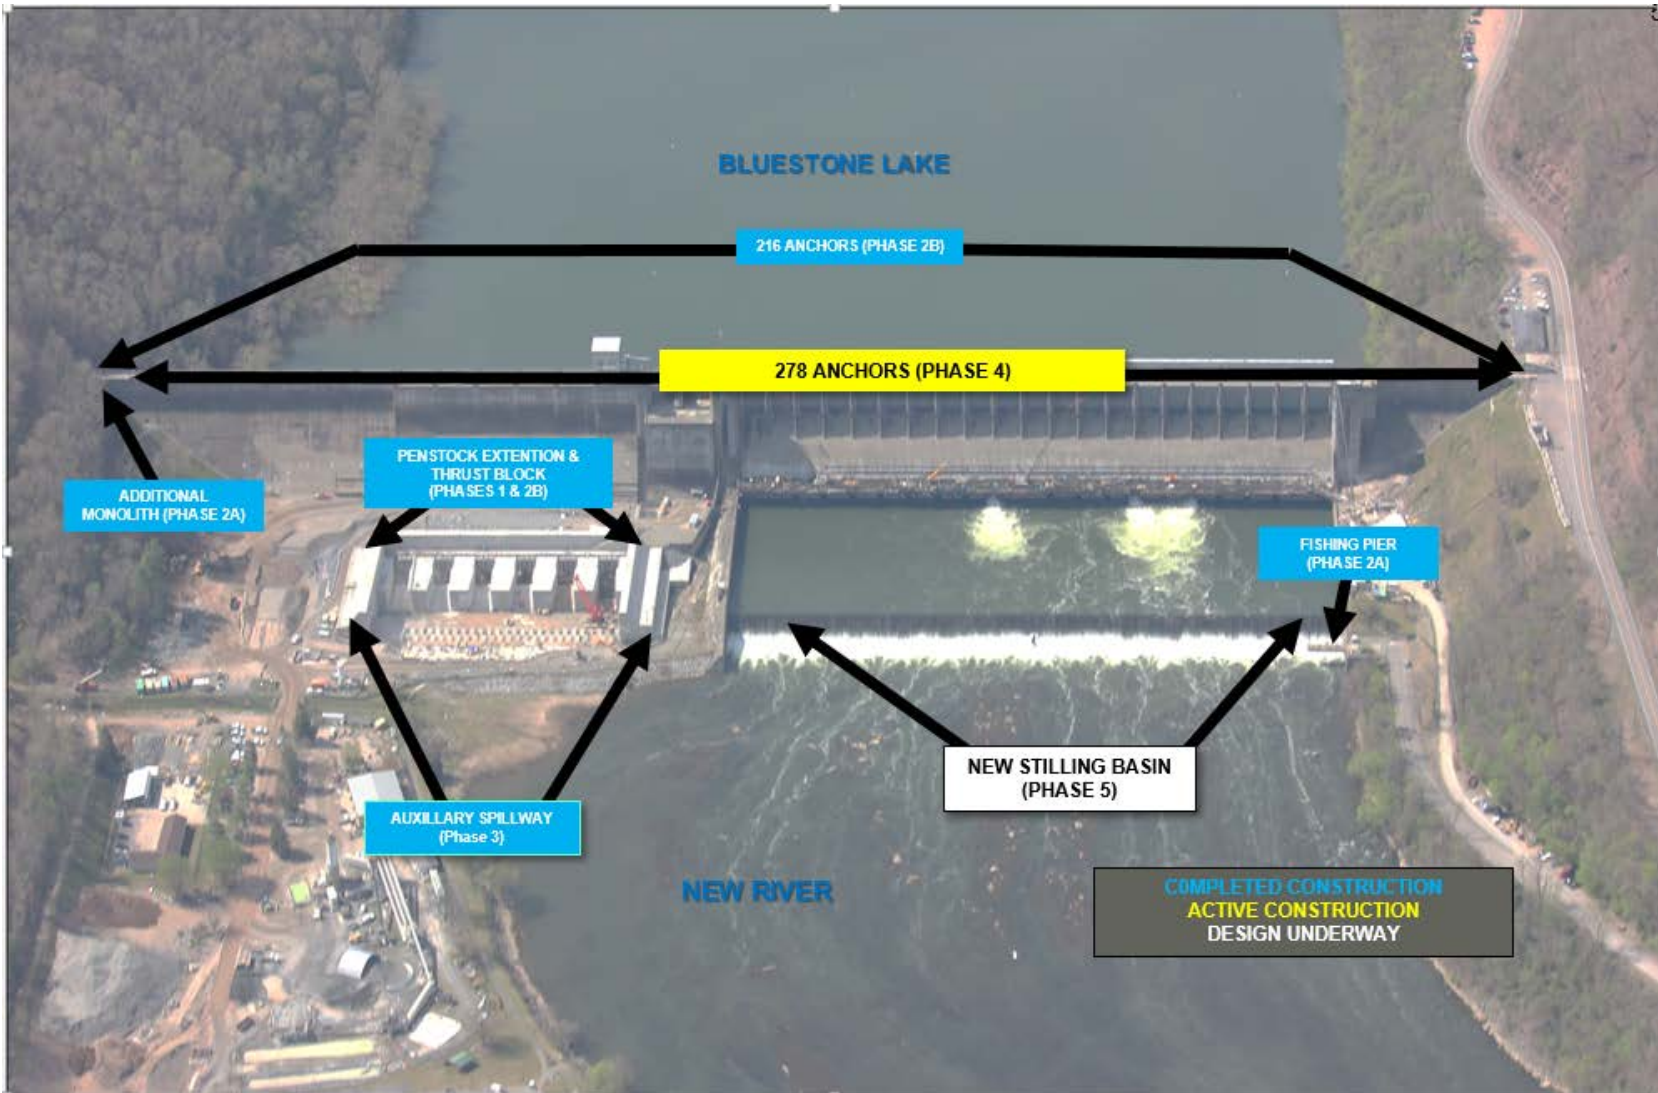 BLUESTONE LAKE
216 ANCHORS (PHASE 2B)
278 ANCHORS (PHASE 4)
PENSTOCK EXTENTION &
THRUST BLOCK
(PHASES 1 & 2B)
ADDITIONAL
MONOLITH (PHASE 2A)
FISHING PIER
(PHASE 2A)
NEW STILLING BASIN
(PHASE 5)
AUXILLARY SPILLWAY
(Phase 3)
NEW RIVER
COMPLETED CONSTRUCTION
ACTIVE CONSTRUCTION
DESIGN UNDERWAY